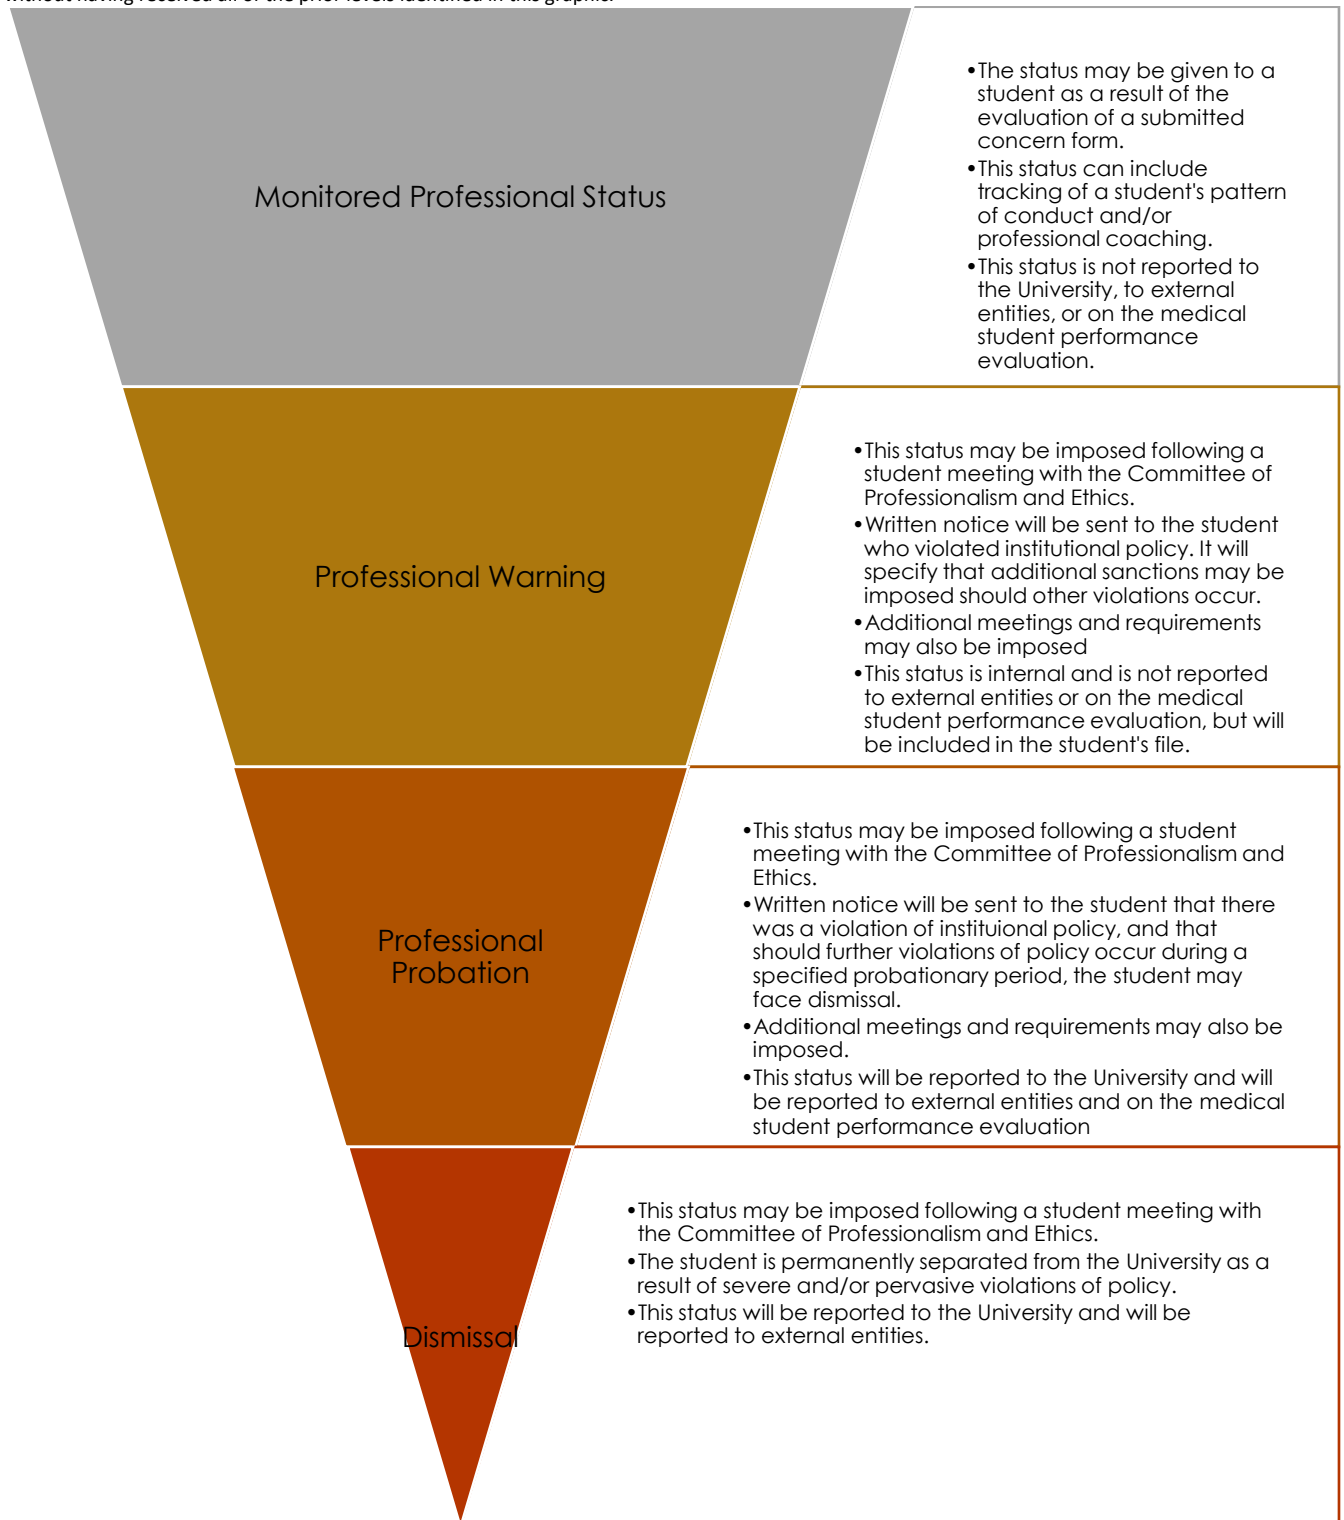 without having received all of the prior levels identified in this graphic.
Monitored Professional Status
•The status may be given to a
student as a result of the
evaluation of a submitted
concern form.
•This status can include
tracking of a student's pattern
of conduct and/or
professional coaching.
•This status is not reported to
the University, to external
entities, or on the medical
student performance
evaluation.
Professional Warning
•This status may be imposed following a
student meeting with the Committee of
Professionalism and Ethics.
•Written notice will be sent to the student
who violated institutional policy. It will
specify that additional sanctions may be
imposed should other violations occur.
•Additional meetings and requirements
may also be imposed
•This status is internal and is not reported
to external entities or on the medical
student performance evaluation, but will
be included in the student's file.
Professional
Probation
•This status may be imposed following a student
meeting with the Committee of Professionalism and
Ethics.
•Written notice will be sent to the student that there
was a violation of instituional policy, and that
should further violations of policy occur during a
specified probationary period, the student may
face dismissal.
•Additional meetings and requirements may also be
imposed.
•This status will be reported to the University and will
be reported to external entities and on the medical
student performance evaluation
Dismissal
•This status may be imposed following a student meeting with
the Committee of Professionalism and Ethics.
•The student is permanently separated from the University as a
result of severe and/or pervasive violations of policy.
•This status will be reported to the University and will be
reported to external entities.